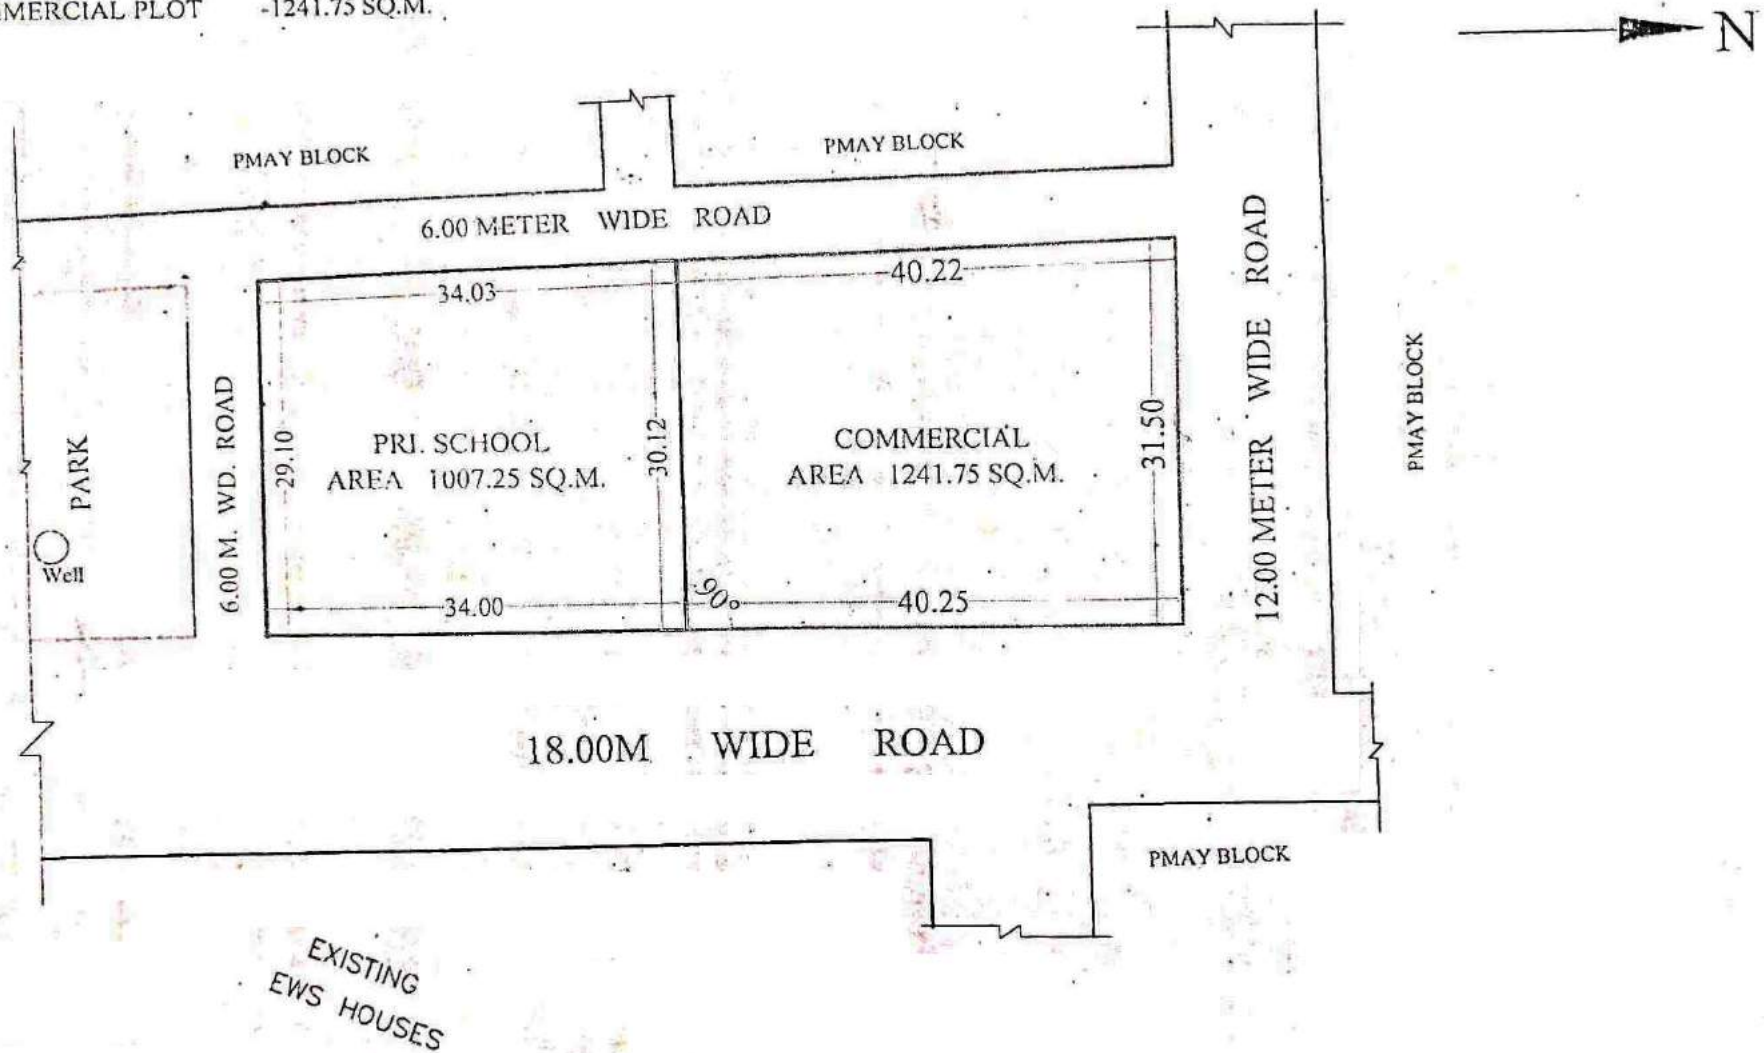 MERCIAL PLOT -1241.75 SQ.M.
N
PMAY BLOCK
PMAY BLOCK
6.00 METER WIDE ROAD
34.03
40.22
PARK
Well
6.00 M. WD. ROAD
29.10
PRI. SCHOOL
AREA 1007.25 SQ.M.
30.12
COMMERCIAL
AREA 1241.75 SQ.M.
31.50
12.00 METER WIDE ROAD
PMAY BLOCK
34.00
90°
40.25
18.00M WIDE ROAD
PMAY BLOCK
EXISTING
EWS HOUSES